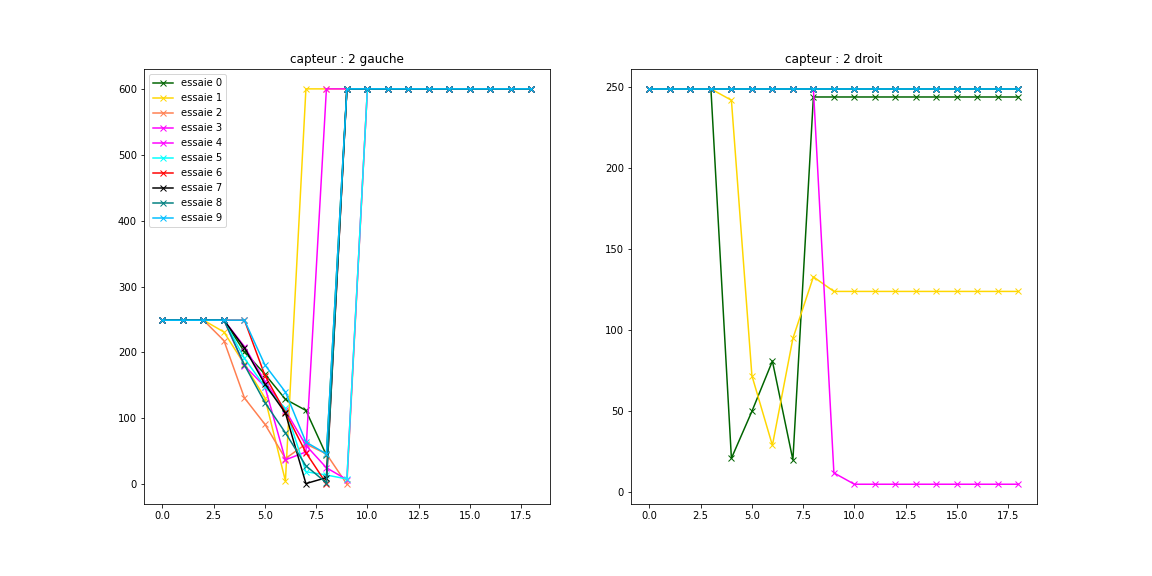 capteur : 2 gauche
600
500
400
300
200
100
0
0.0 2.5 5.0 7.5 10.0 12.5 15.0 17.5
essaie 0
essaie 1
essaie 2
essaie 3
essaie 4
essaie 5
essaie 6
essaie 7
essaie 8
essaie 9
capteur : 2 droit
250
200
150
100
50
0
0.0 2.5 5.0 7.5 10.0 12.5 15.0 17.5